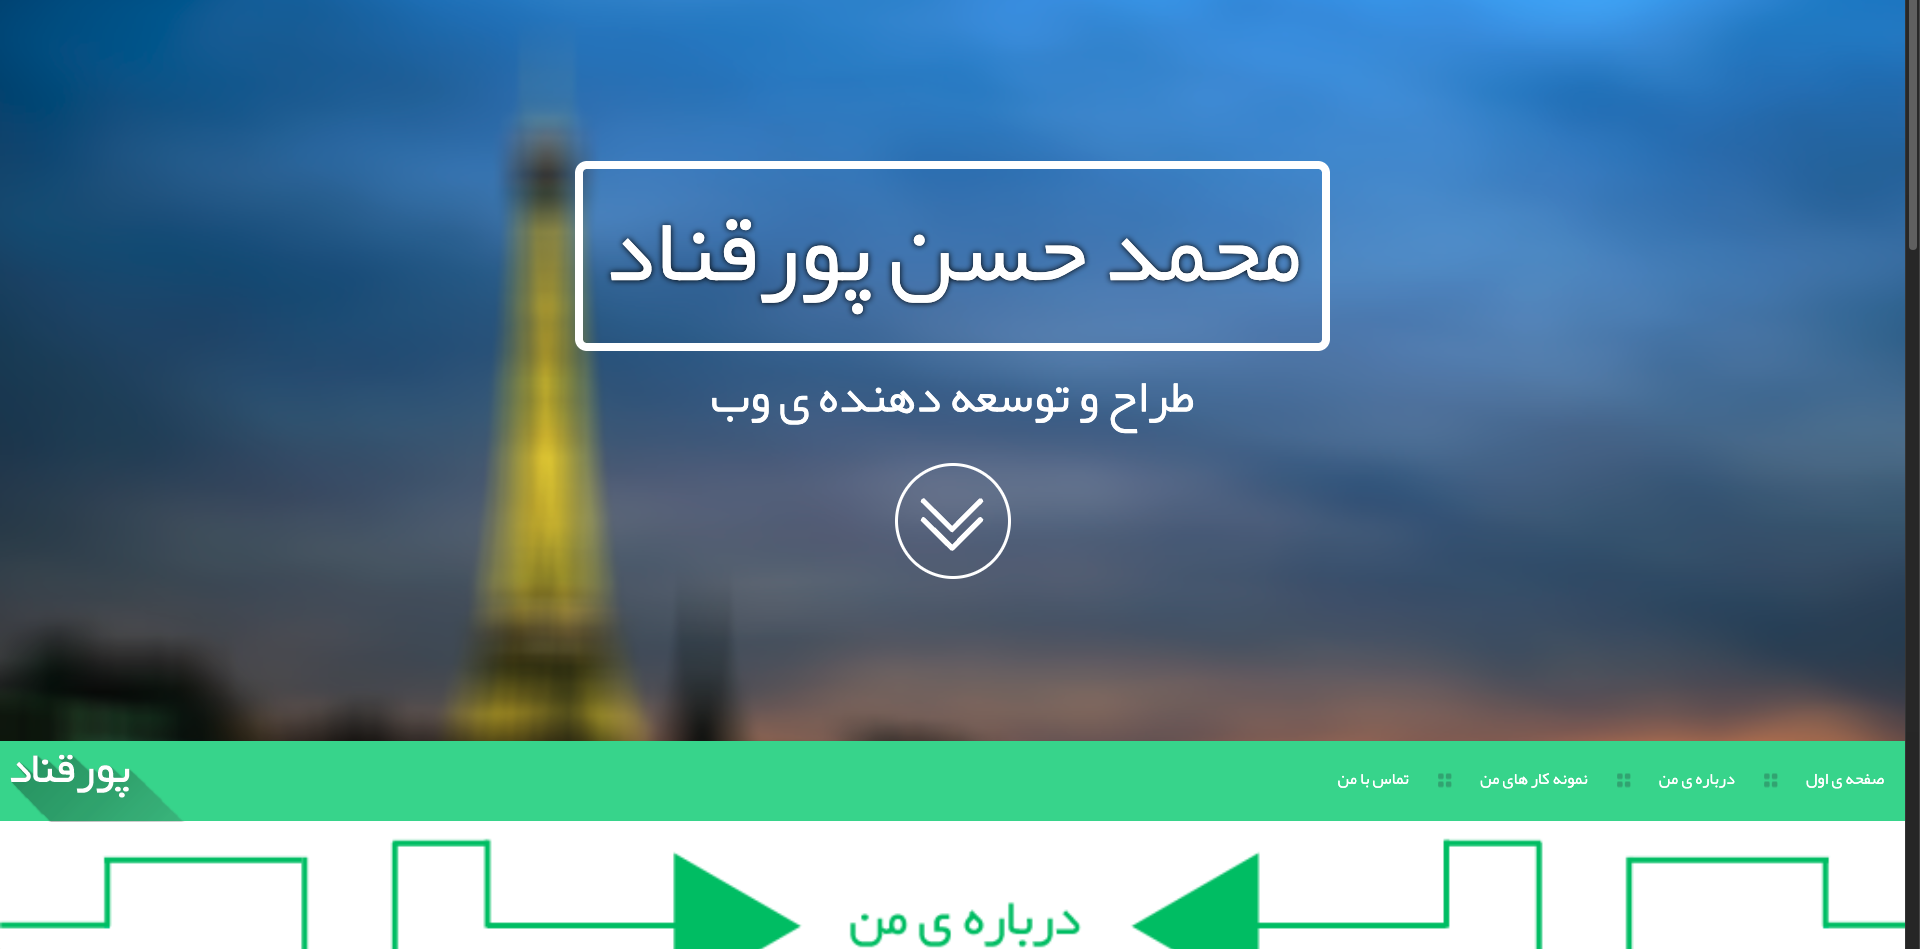 محمد حسن پورقناد
طراح و توسعه دهنده ی وب
صفحه ی اول
درباره ی من
نمونه کار های من
تماس با من
پورقناد
درباره ی من